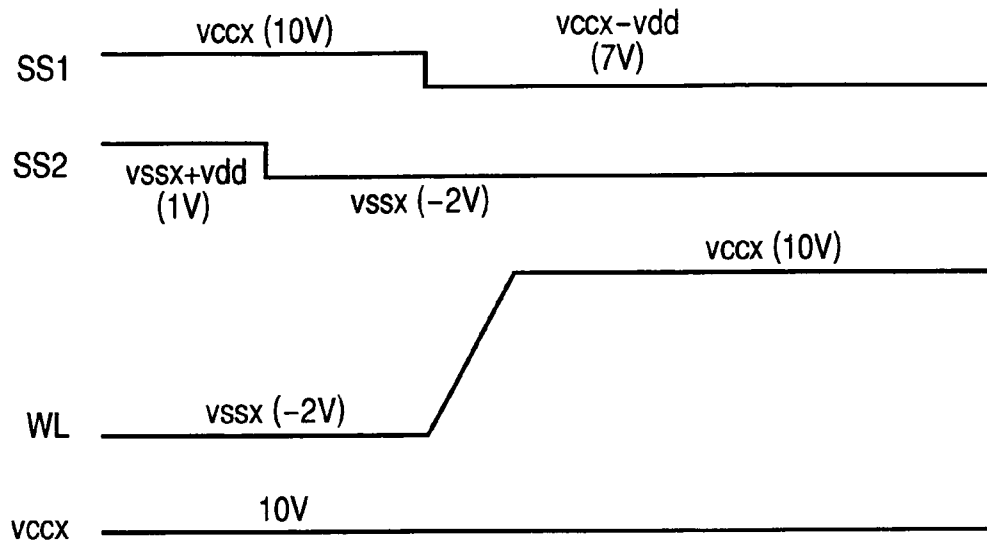 vccx (10V)
vccx-vdd
(7V)
SS1
SS2
vssx+vdd
(1V)
vssx (-2V)
vccx (10V)
vssx (-2V)
WL
10V
vccx